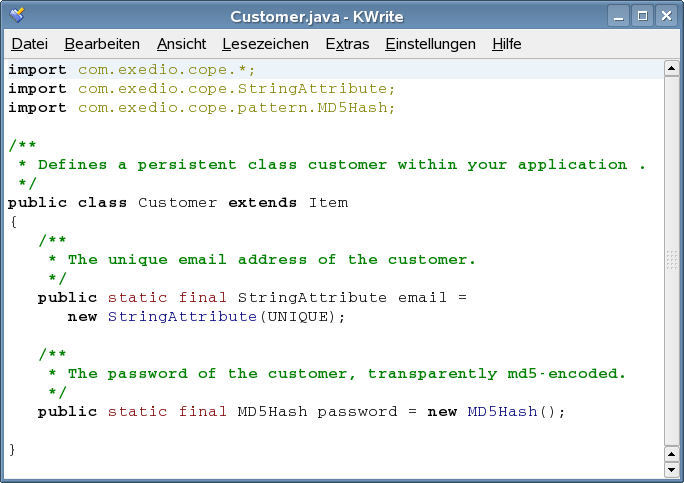 Customer.java - KWrite
Datei Bearbeiten Ansicht Lesezeichen Extras Einstellungen Hilfe
import com.exedio.cope.*;
import com.exedio.cope.StringAttribute;
import com.exedio.cope.pattern.MD5Hash;

/**
 * Defines a persistent class customer within your application .
 */
public class Customer extends Item
{
   /**
    * The unique email address of the customer.
    */
   public static final StringAttribute email =
      new StringAttribute(UNIQUE);

   /**
    * The password of the customer, transparently md5-encoded.
    */
   public static final MD5Hash password = new MD5Hash();

}